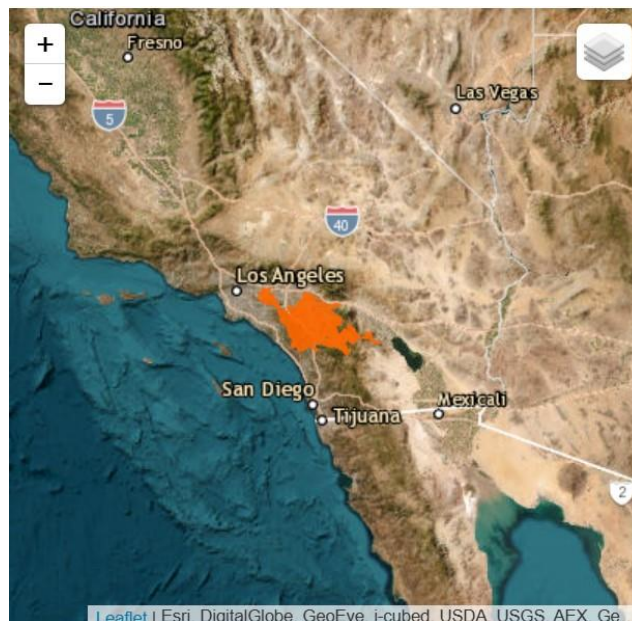 California
Fresno
+
−
Las Vegas
5
40
Los Angeles
San Diego
Mexicali
Tijuana
2
Leaflet | Esri, DigitalGlobe, GeoEye, i-cubed, USDA, USGS, AEX, Ge